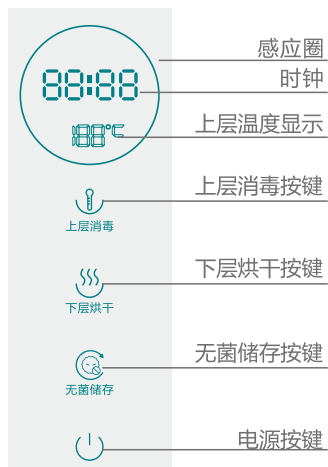 感应圈
88:88
时钟
188℃
上层温度显示
上层消毒按键
上层消毒
下层烘干按键
下层烘干
无菌储存按键
无菌储存
电源按键